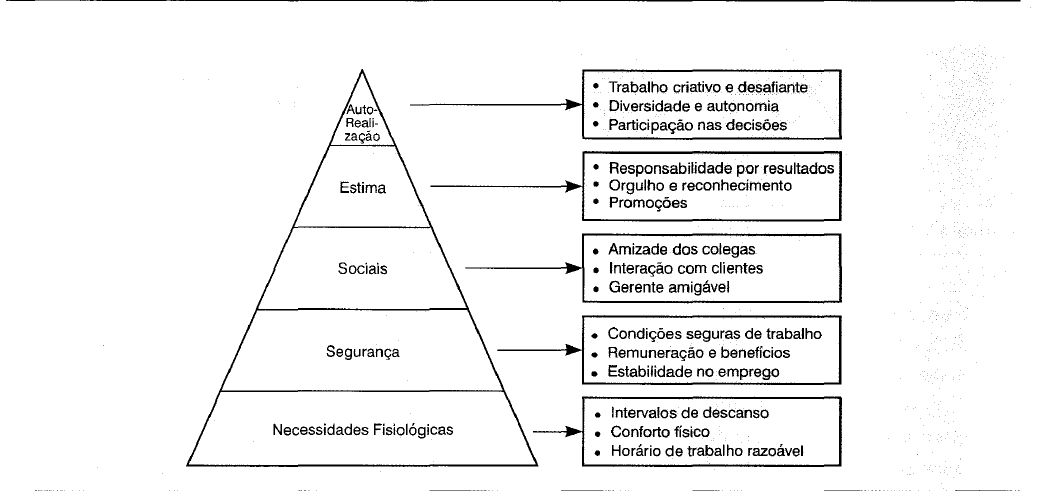 Auto-
Reali-
zação
• Trabalho criativo e desafiante
• Diversidade e autonomia
• Participação nas decisões
Estima
• Responsabilidade por resultados
• Orgulho e reconhecimento
• Promoções
Sociais
• Amizade dos colegas
• Interação com clientes
• Gerente amigável
Segurança
• Condições seguras de trabalho
• Remuneração e benefícios
• Estabilidade no emprego
Necessidades Fisiológicas
• Intervalos de descanso
• Conforto físico
• Horário de trabalho razoável